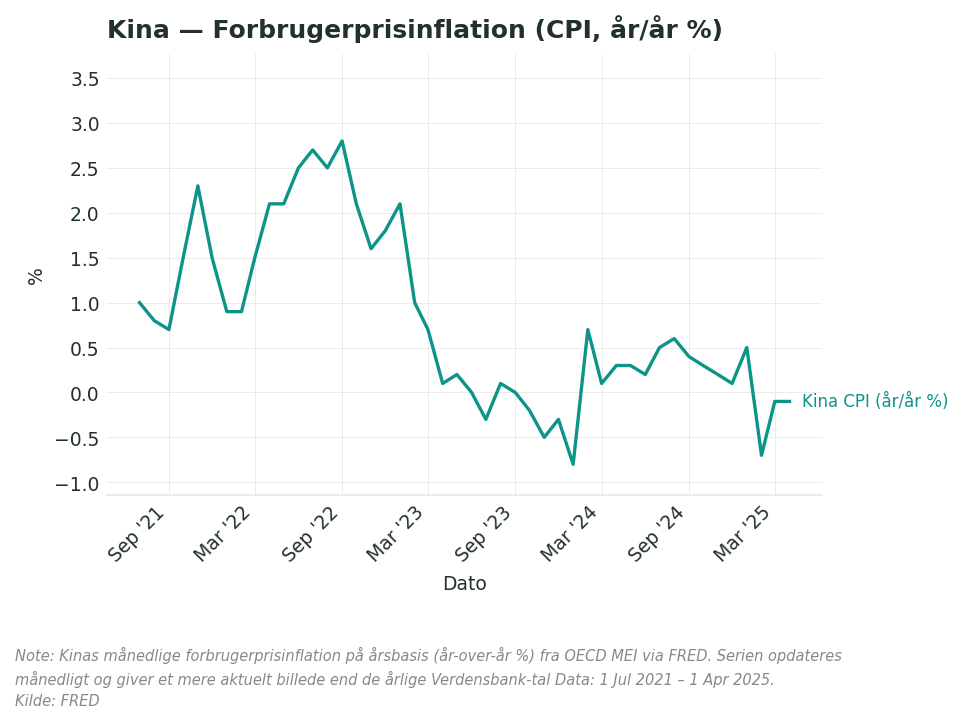 Kina — Forbrugerprisinflation (CPI, år/år %)
3.5
3.0
2.5
2.0
1.5
1.0
0.5
0.0
−0.5
−1.0
%
Kina CPI (år/år %)
Sep '21
Mar '22
Sep '22
Mar '23
Sep '23
Mar '24
Sep '24
Mar '25
Dato
Note: Kinas månedlige forbrugerprisinflation på årsbasis (år-over-år %) fra OECD MEI via FRED. Serien opdateres
månedligt og giver et mere aktuelt billede end de årlige Verdensbank-tal Data: 1 Jul 2021 – 1 Apr 2025.
Kilde: FRED